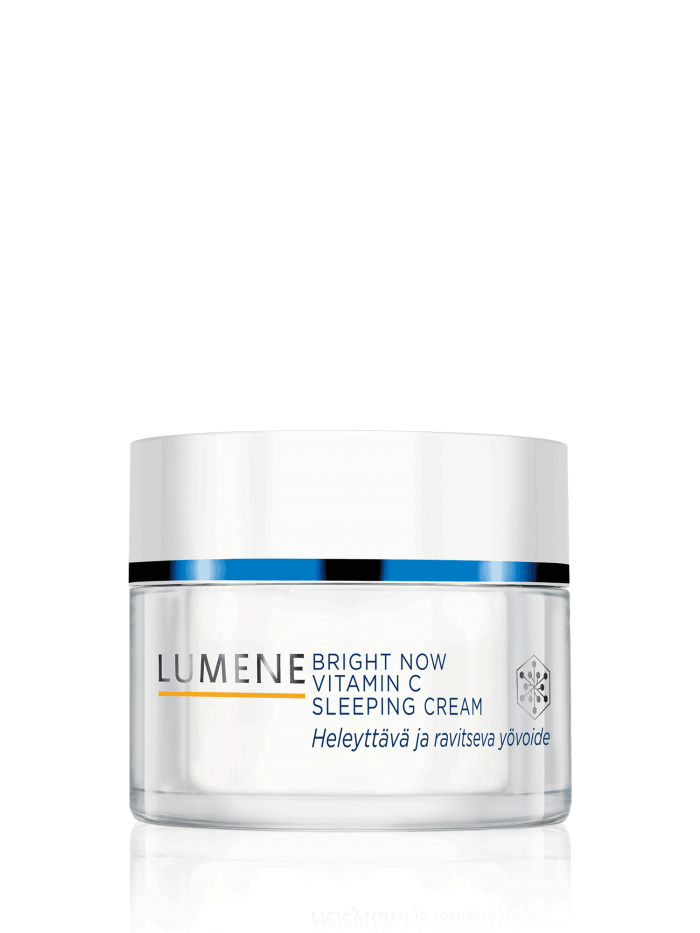 LUMENE
BRIGHT NOW
VITAMIN C
SLEEPING CREAM
Heleyttävä ja ravitseva yövoide